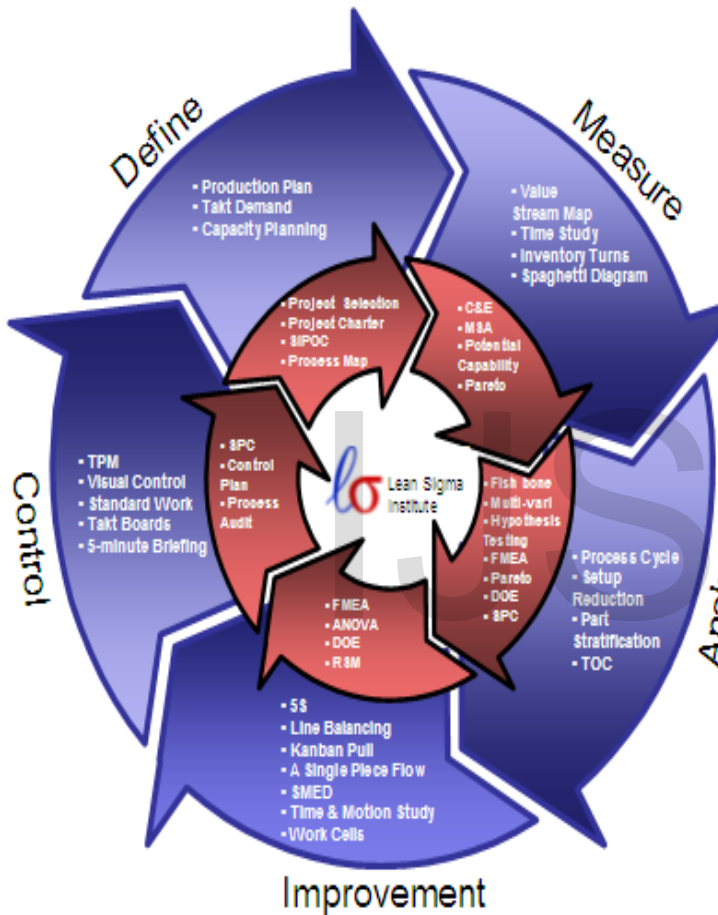 Define
▪ Production Plan
▪ Takt Demand
▪ Capacity Planning
Measure
▪ Value
Stream Map
▪ Time Study
▪ Inventory Turns
▪ Spaghetti Diagram
▪ Project Selection
▪ Project Charter
▪ SIPOC
▪ Process Map
▪ C&E
▪ MSA
▪ Potential
Capability
▪ Pareto
▪ TPM
▪ Visual Control
▪ Standard Work
▪ Takt Boards
▪ 5-minute Briefing
Control
▪ SPC
▪ Control
Plan
▪ Process
Audit
lσ Lean Sigma
Institute
▪ Fish bone
▪ Multi-vari
▪ Hypothesis
Testing
▪ FMEA
▪ Pareto
▪ DOE
▪ SPC
▪ Process Cycle
▪ Setup
Reduction
▪ Part
Stratification
▪ TOC
▪ FMEA
▪ ANOVA
▪ DOE
▪ RSM
▪ 5S
▪ Line Balancing
▪ Kanban Pull
▪ A Single Piece Flow
▪ SMED
▪ Time & Motion Study
▪ Work Cells
Improvement
IJS